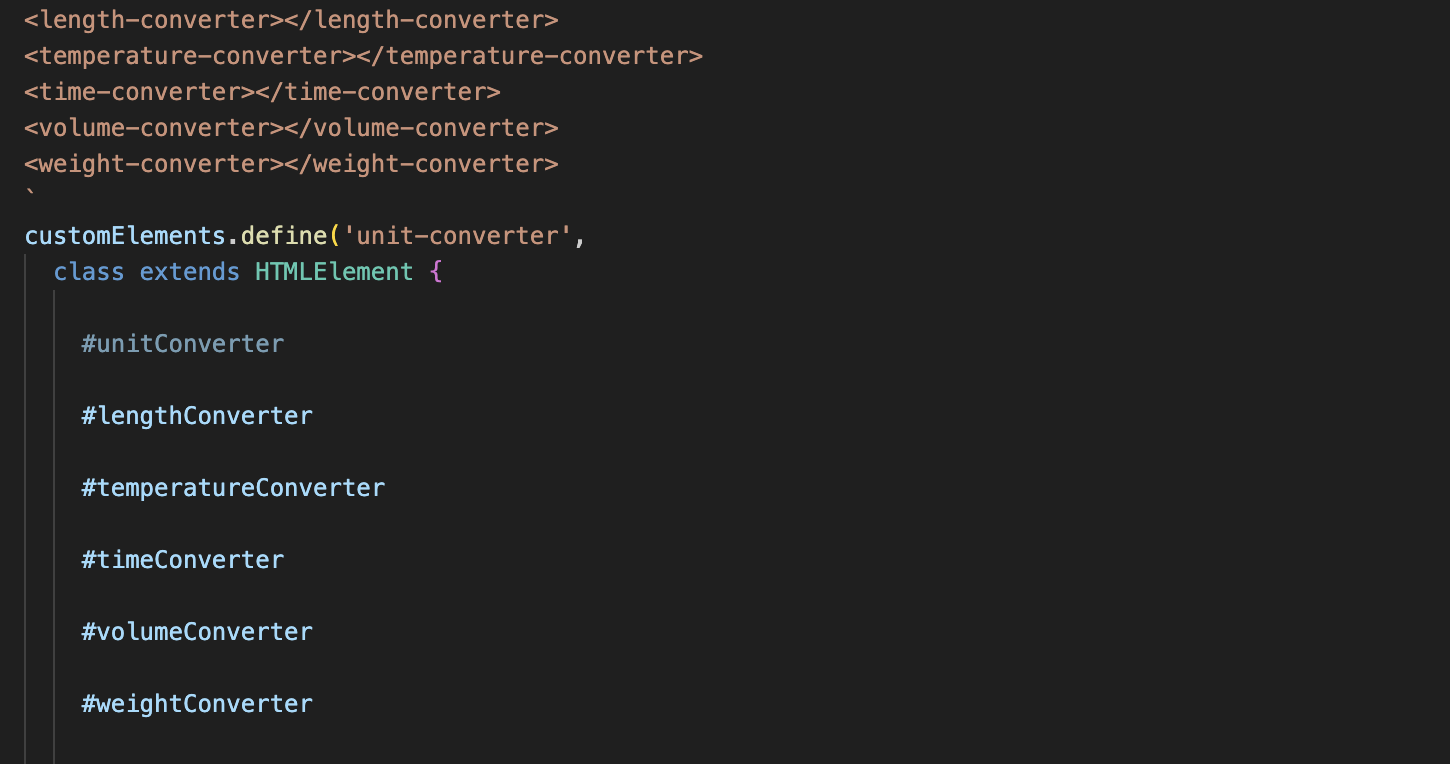 <length-converter></length-converter>
<temperature-converter></temperature-converter>
<time-converter></time-converter>
<volume-converter></volume-converter>
<weight-converter></weight-converter>
`
customElements.define('unit-converter',
class extends HTMLElement {
#unitConverter
#lengthConverter
#temperatureConverter
#timeConverter
#volumeConverter
#weightConverter